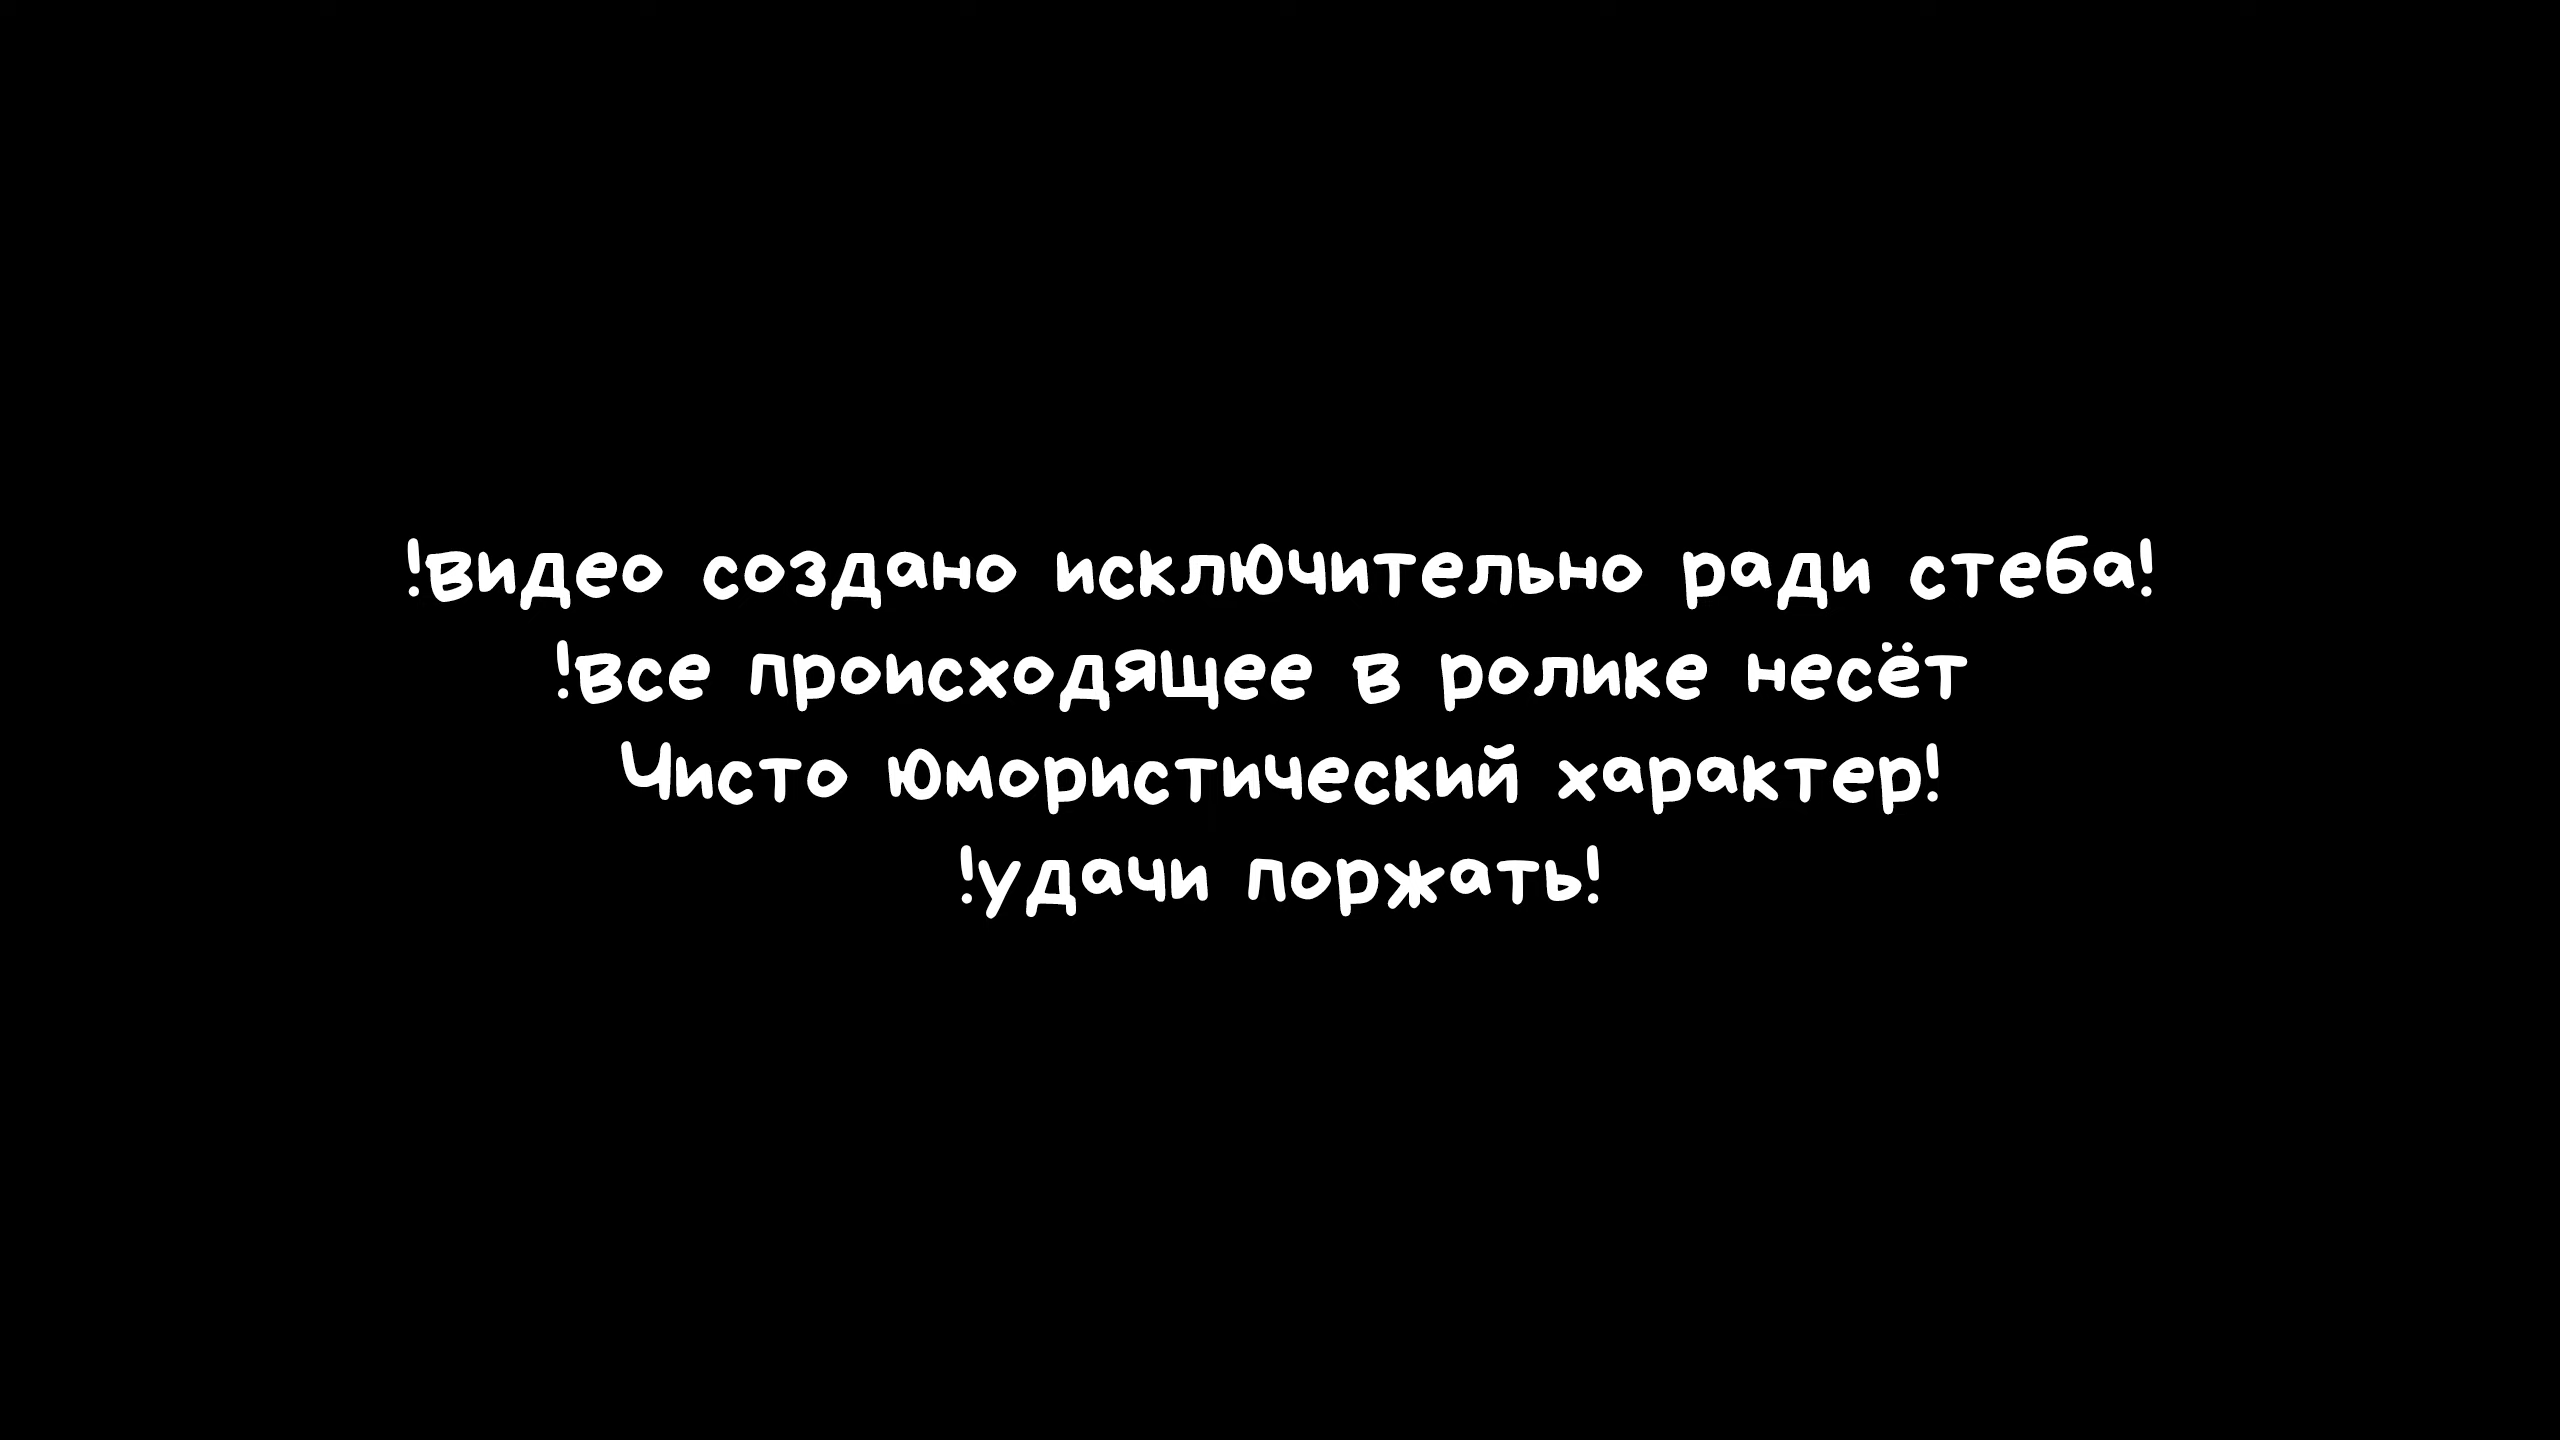 !видео создано исключительно ради стеба!
!все происходящее в ролике несёт
Чисто юмористический характер!
!удачи поржать!